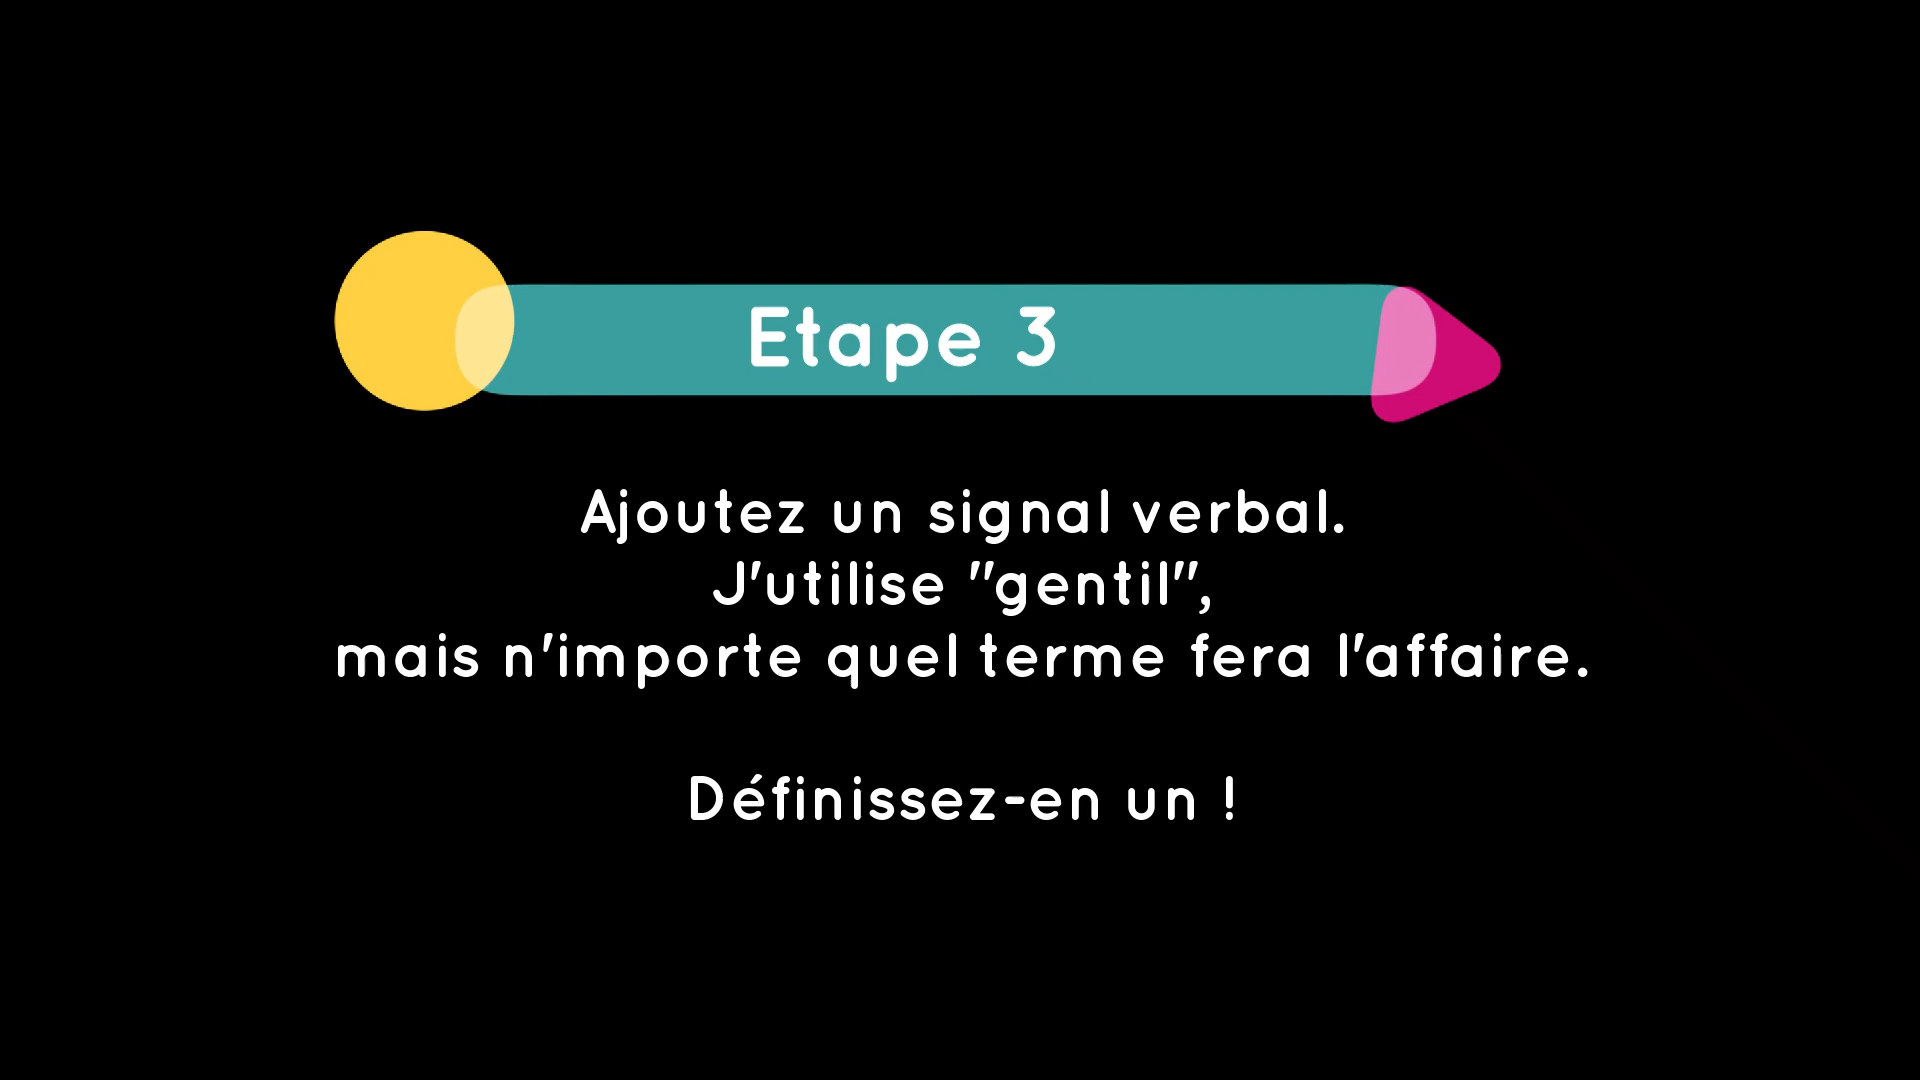 Etape 3
Ajoutez un signal verbal.
J'utilise "gentil",
mais n'importe quel terme fera l'affaire.
Définissez-en un !